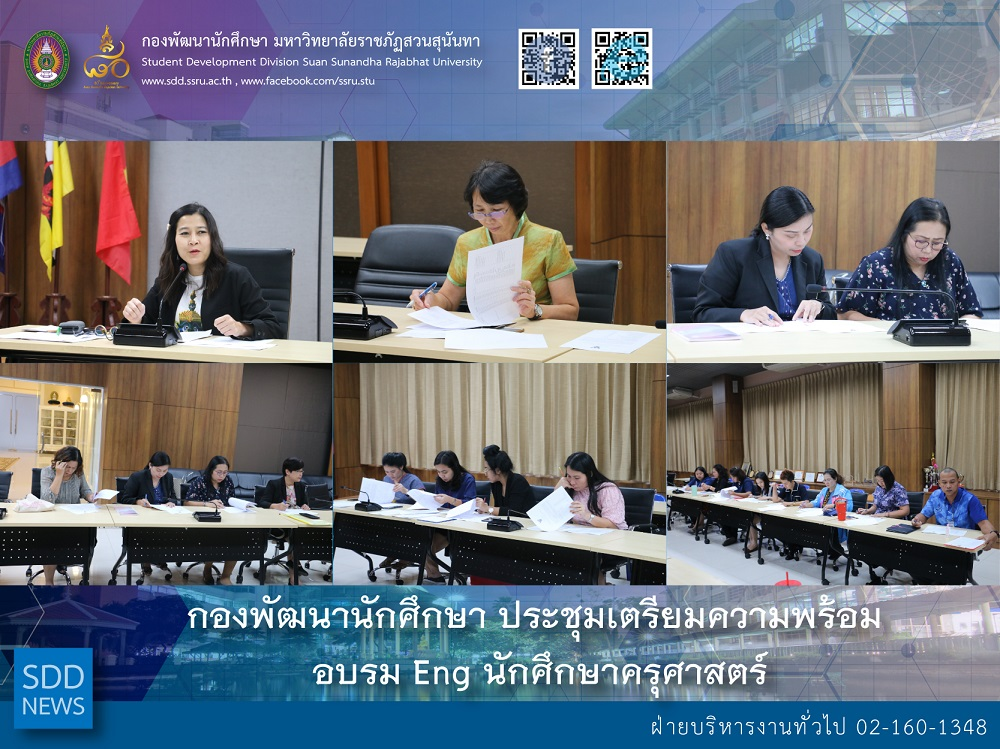 กองพัฒนานักศึกษา มหาวิทยาลัยราชภัฏสวนสุนันทา
Student Development Division Suan Sunandha Rajabhat University
www.sdd.ssru.ac.th , www.facebook.com/ssru.stu
กองพัฒนานักศึกษา ประชุมเตรียมความพร้อม
อบรม Eng นักศึกษาครุศาสตร์
SDD
NEWS
ฝ่ายบริหารงานทั่วไป 02-160-1348